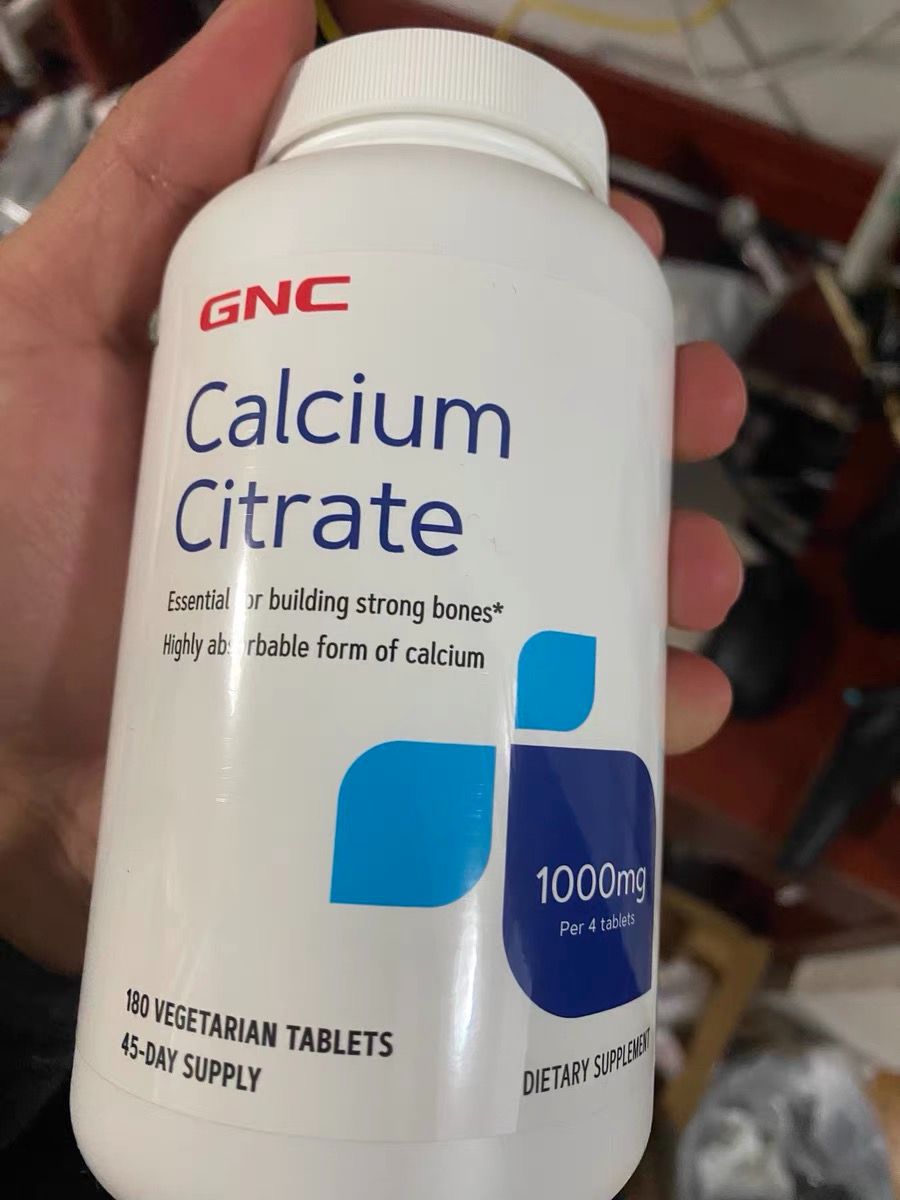 GNC
Calcium
Citrate
Essential for building strong bones*
Highly absorbable form of calcium
1000mg
Per 4 tablets
180 VEGETARIAN TABLETS
45-DAY SUPPLY
DIETARY SUPPLEMENT